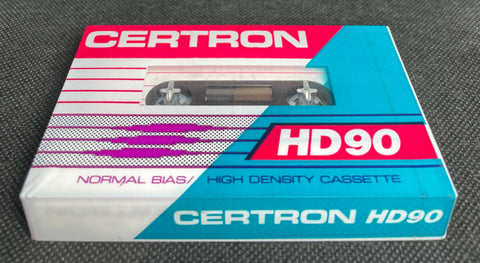 CERTRON
HD90
NORMAL BIAS/ HIGH DENSITY CASSETTE
CERTRON HD90